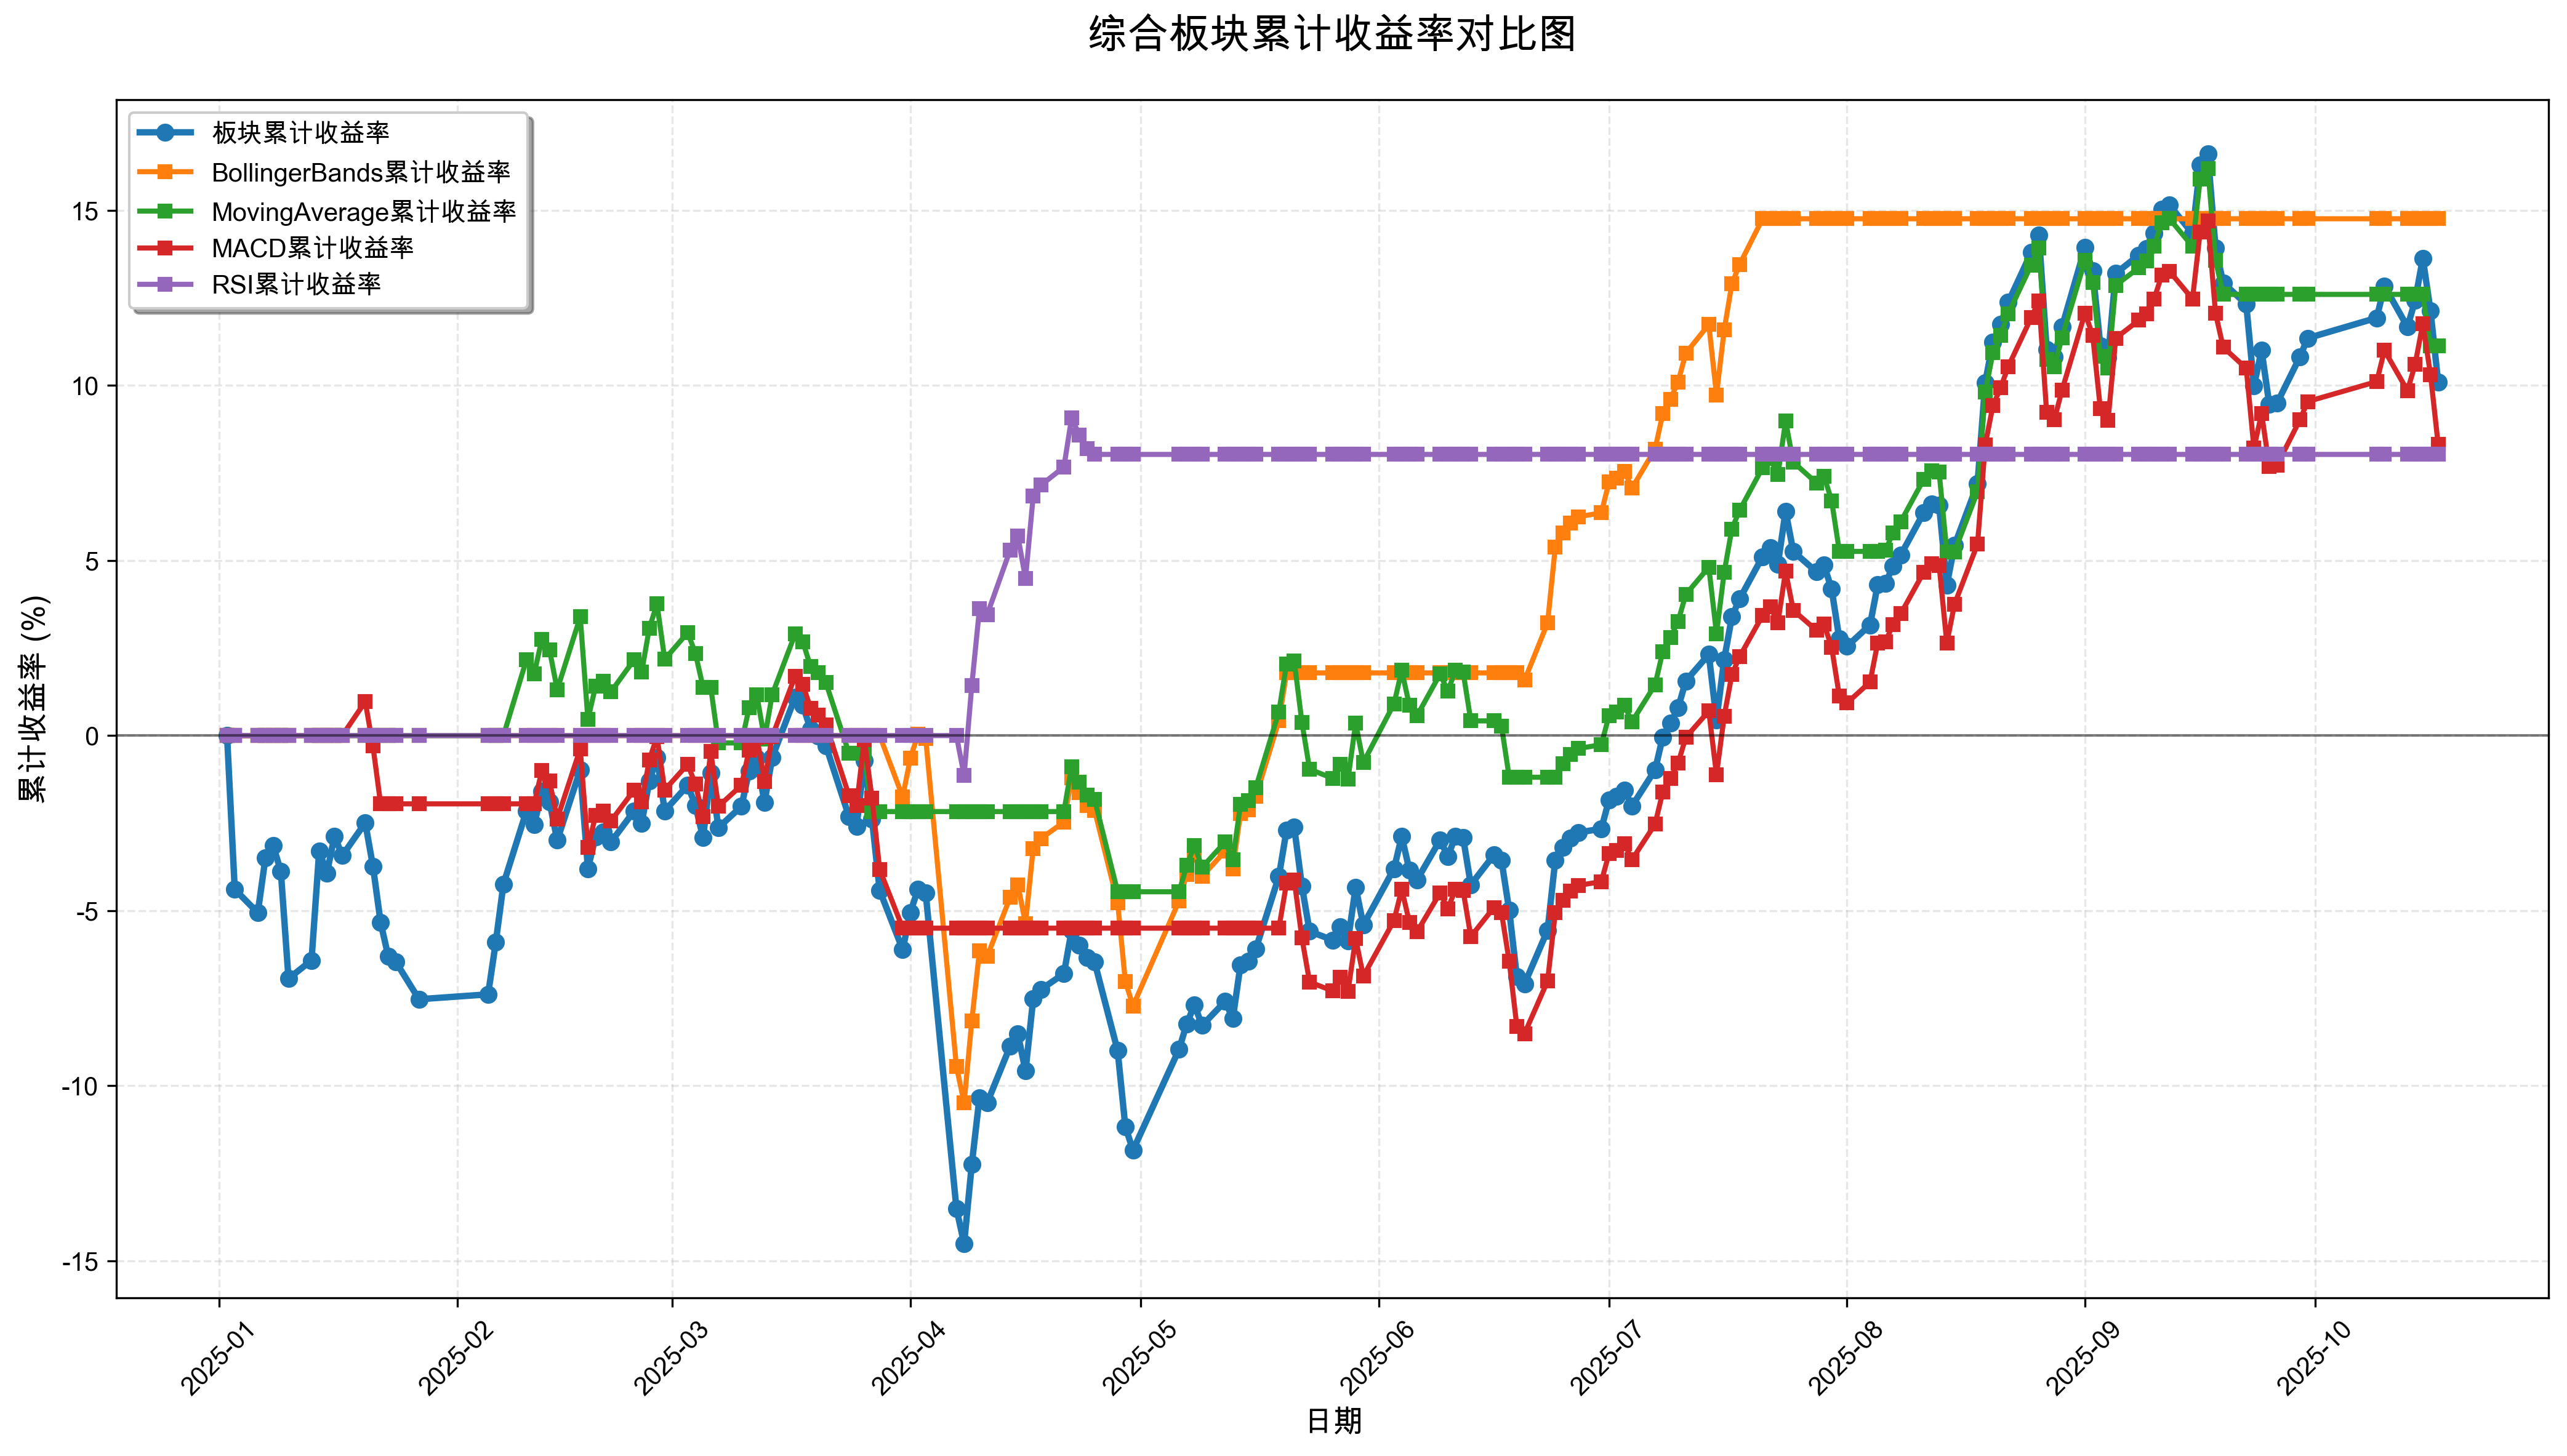 综合板块累计收益率对比图
板块累计收益率
BollingerBands累计收益率
MovingAverage累计收益率
MACD累计收益率
RSI累计收益率
累计收益率 (%)
15
10
5
0
-5
-10
-15
2025-01
2025-02
2025-03
2025-04
2025-05
2025-06
2025-07
2025-08
2025-09
2025-10
日期